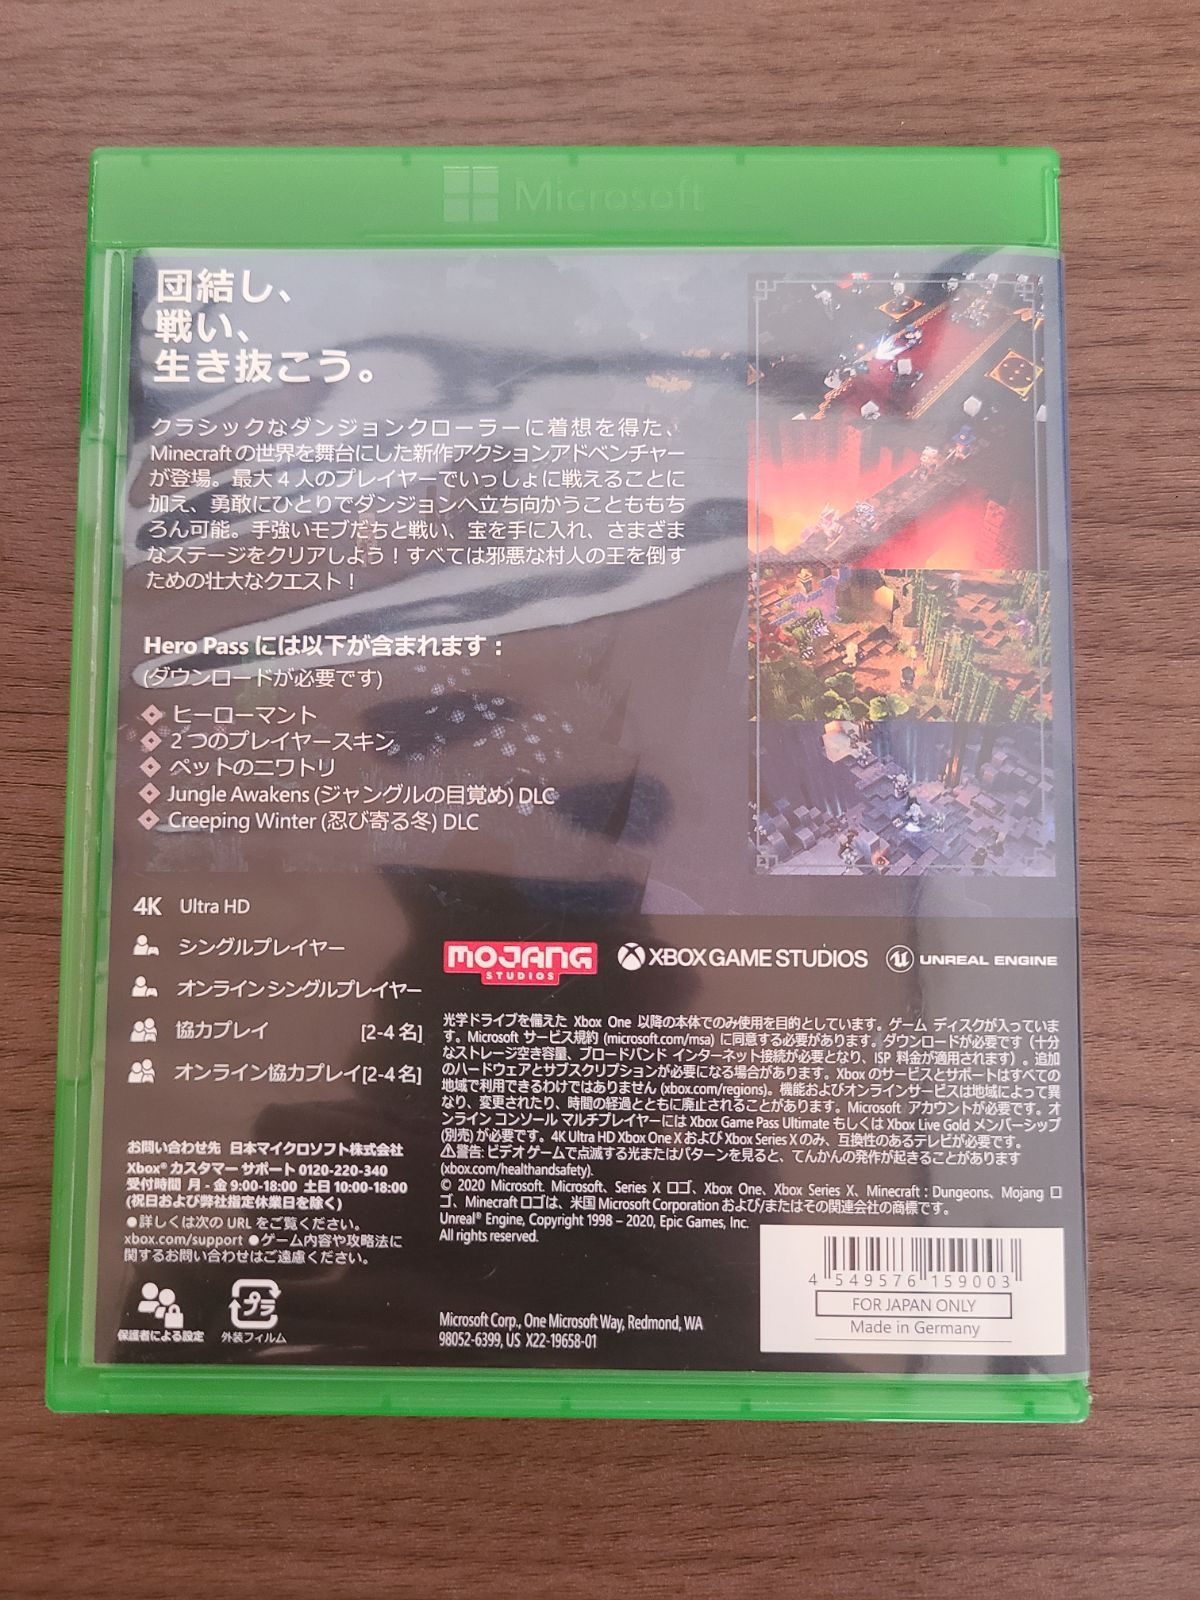 Microsoft
団結し、
戦い、
生き抜こう。
クラシックなダンジョンクローラーに着想を得た、
Minecraft の世界を舞台にした新作アクションアドベンチャー
が登場。最大 4 人のプレイヤーでいっしょに戦えることに
加え、勇敢にひとりでダンジョンへ立ち向かうことももち
ろん可能。手強いモブたちと戦い、宝を手に入れ、さまざま
なステージをクリアしよう！すべては邪悪な村人の王を倒す
ための壮大なクエスト！
Hero Pass には以下が含まれます：
(ダウンロードが必要です)
ヒーローマント
2 つのプレイヤースキン
ペットのニワトリ
Jungle Awakens (ジャングルの目覚め) DLC
Creeping Winter (忍び寄る冬) DLC
4K Ultra HD
シングルプレイヤー
オンラインシングルプレイヤー
協力プレイ [2-4 名]
オンライン協力プレイ[2-4 名]
お問い合わせ先 日本マイクロソフト株式会社
Xbox® カスタマー サポート 0120-220-340
受付時間 月 - 金 9:00-18:00 土日 10:00-18:00
(祝日および弊社指定休業日を除く)
●詳しくは次の URL をご覧ください。
xbox.com/support ●ゲーム内容や攻略法に
関するお問い合わせはご遠慮ください。
保護者による設定
プラ
外装フィルム
MOJANG
STUDIOS
XBOX GAME STUDIOS
UNREAL ENGINE
光学ドライブを備えた Xbox One 以降の本体でのみ使用を目的としています。ゲーム ディスクが入っていま
す。Microsoft サービス規約 (microsoft.com/msa) に同意する必要があります。ダウンロードが必要です（十分
なストレージ空き容量、ブロードバンド インターネット接続が必要となり、ISP 料金が適用されます）。追加
のハードウェアとサブスクリプションが必要になる場合があります。Xbox のサービスとサポートはすべての
地域で利用できるわけではありません (xbox.com/regions)。機能およびオンラインサービスは地域によって異
なり、変更されたり、時間の経過とともに廃止されることがあります。Microsoft アカウントが必要です。オ
ンライン コンソール マルチプレイヤーには Xbox Game Pass Ultimate もしくは Xbox Live Gold メンバーシップ
(別売) が必要です。4K Ultra HD Xbox One X および Xbox Series X のみ、互換性のあるテレビが必要です。
⚠警告: ビデオ ゲームで点滅する光またはパターンを見ると、てんかんの発作が起きることがあります
(xbox.com/healthandsafety).
© 2020 Microsoft. Microsoft、Series X ロゴ、Xbox One、Xbox Series X、Minecraft : Dungeons、Mojang ロ
ゴ、Minecraft ロゴは、米国 Microsoft Corporation および/またはその関連会社の商標です。
Unreal® Engine, Copyright 1998 – 2020, Epic Games, Inc.
All rights reserved.
Microsoft Corp., One Microsoft Way, Redmond, WA
98052-6399, US X22-19658-01
4 549576 159003
FOR JAPAN ONLY
Made in Germany